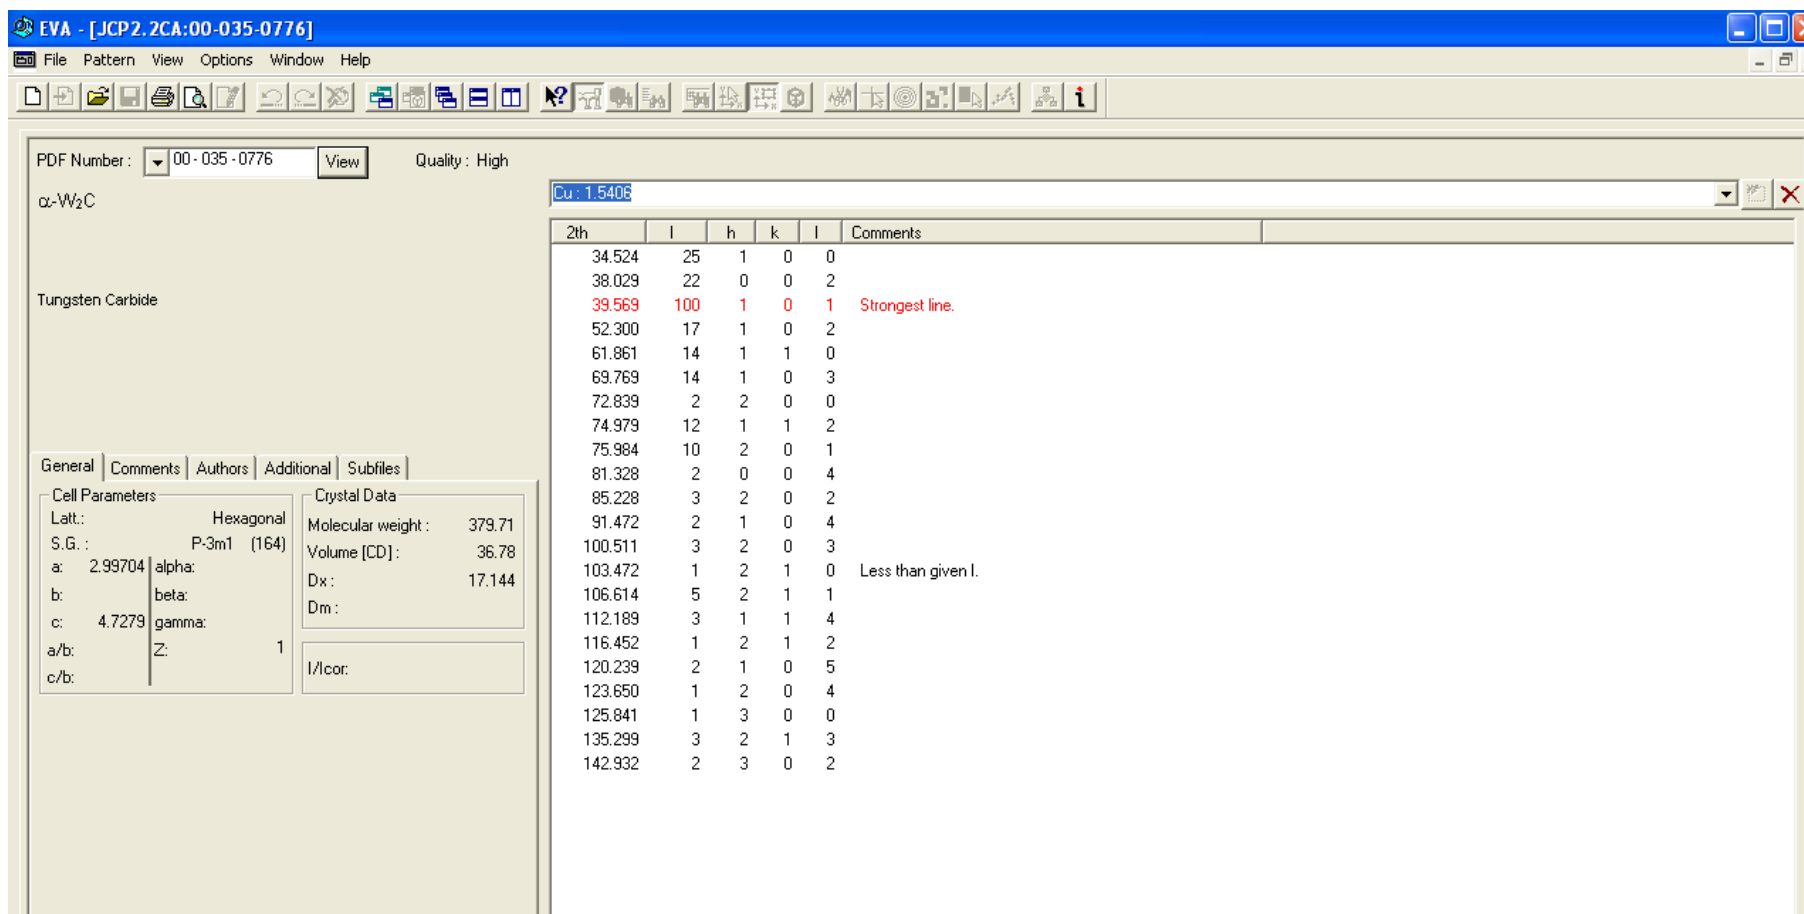 EVA - [JCP2.2CA:00-035-0776]
File Pattern View Options Window Help
PDF Number : 00 - 035 - 0776 View Quality : High
α-W₂C
Tungsten Carbide
Cu : 1.5406
2th I h k l Comments
34.524 25 1 0 0
38.029 22 0 0 2
39.569 100 1 0 1 Strongest line.
52.300 17 1 0 2
61.861 14 1 1 0
69.769 14 1 0 3
72.839 2 2 0 0
74.979 12 1 1 2
75.984 10 2 0 1
81.328 2 0 0 4
85.228 3 2 0 2
91.472 2 1 0 4
100.511 3 2 0 3
103.472 1 2 1 0 Less than given I.
106.614 5 2 1 1
112.189 3 1 1 4
116.452 1 2 1 2
120.239 2 1 0 5
123.650 1 2 0 4
125.841 1 3 0 0
135.299 3 2 1 3
142.932 2 3 0 2
General Comments Authors Additional Subfiles
Cell Parameters
Latt.: Hexagonal
S.G. : P-3m1 (164)
a: 2.99704 alpha:
b: beta:
c: 4.7279 gamma:
a/b: Z: 1
c/b:
Crystal Data
Molecular weight : 379.71
Volume [CD] : 36.78
Dx : 17.144
Dm :
I/Icor: